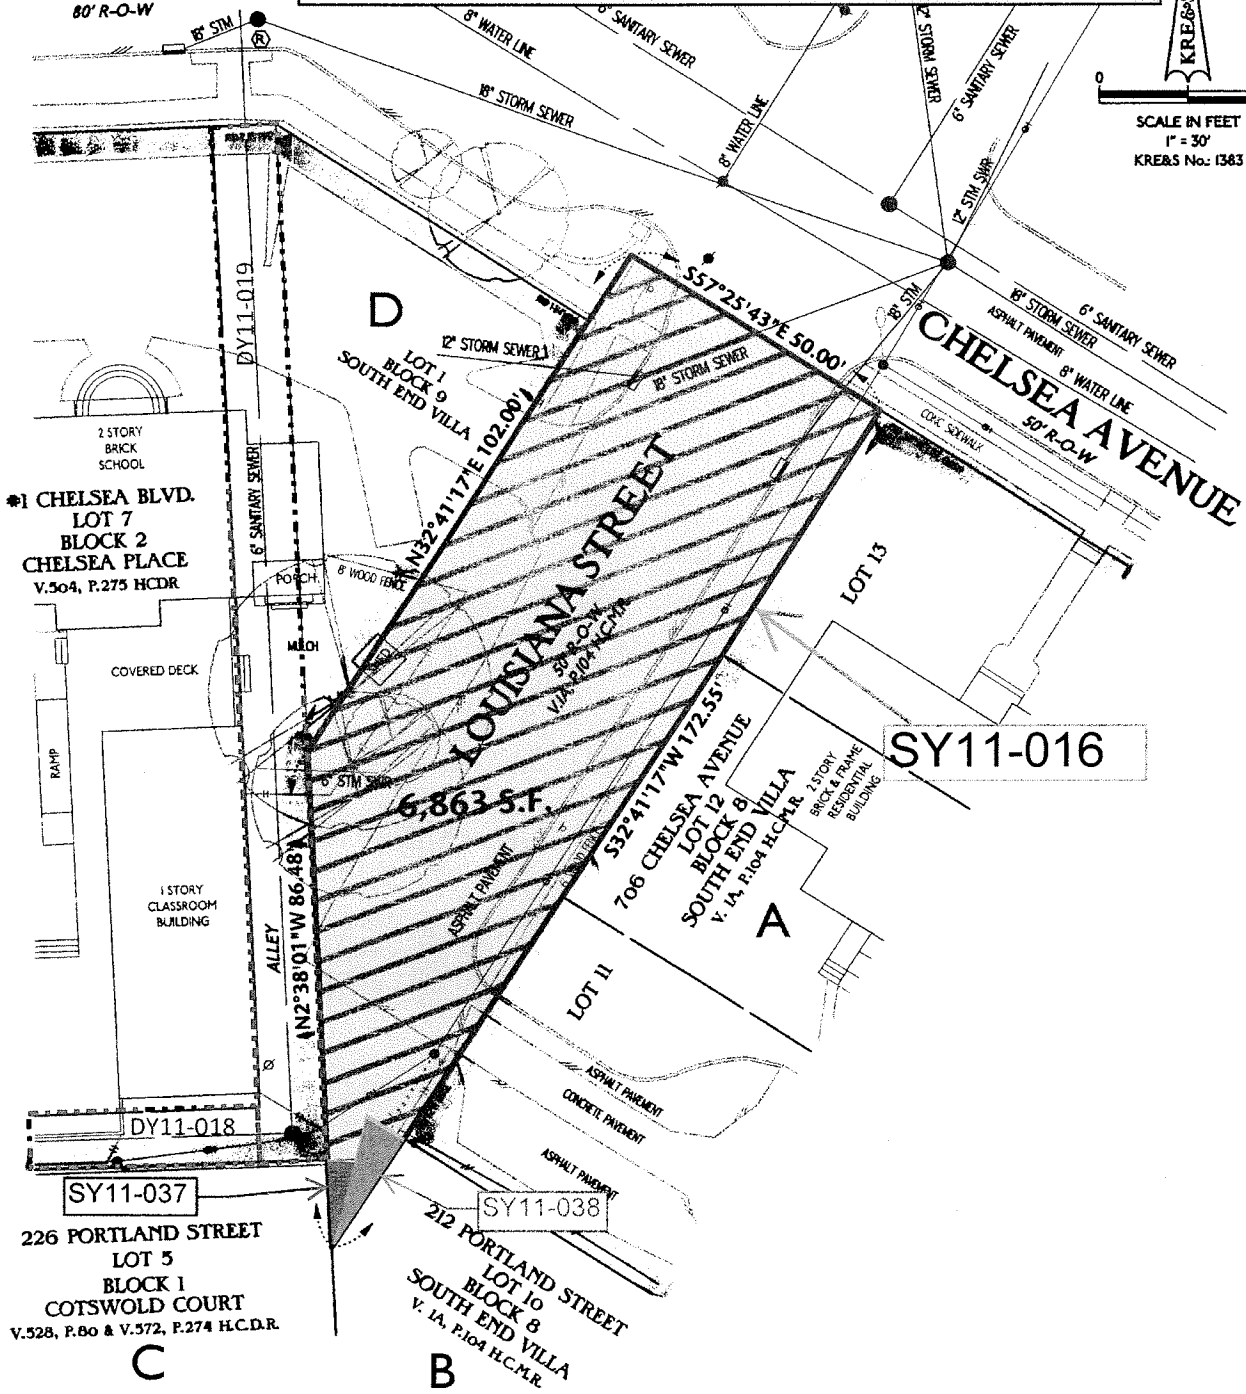 80' R-O-W
18" STM
R
8" WATER LINE
6" SANITARY SEWER
12" STORM SEWER
6" SANITARY SEWER
KRE&S
0
SCALE IN FEET
1" = 30'
KRE&S No.: 1383
18" STORM SEWER
8" WATER LINE
12" STM SWR
DY11-019
D
S57°25'43"E 50.00'
18" STM
18" STORM SEWER
6" SANITARY SEWER
ASPHALT PAVEMENT
8" WATER LINE
CHELSEA AVENUE
50' R-O-W
CONC SIDEWALK
12" STORM SEWER
18" STORM SEWER
LOT 1
BLOCK 9
SOUTH END VILLA
N32°41'17"E 102.00'
2 STORY
BRICK
SCHOOL
#1 CHELSEA BLVD.
LOT 7
BLOCK 2
CHELSEA PLACE
V.504, P.275 HCDR
6" SANITARY SEWER
PORCH
8' WOOD FENCE
MULCH
SHED
COVERED DECK
RAMP
LOUISIANA STREET
50' R-O-W
V.1A, P.104 H.C.M.R.
LOT 13
SY11-016
6" STM SWR
6,863 S.F.
S32°41'17"W 172.55'
706 CHELSEA AVENUE
LOT 12
BLOCK 8
SOUTH END VILLA
V. 1A, P.104 H.C.M.R.
2 STORY
BRICK & FRAME
RESIDENTIAL
BUILDING
A
1 STORY
CLASSROOM
BUILDING
ALLEY
N2°38'01"W 86.48'
ASPHALT PAVEMENT
LOT 11
ASPHALT PAVEMENT
CONCRETE PAVEMENT
ASPHALT PAVEMENT
DY11-018
SY11-037
SY11-038
226 PORTLAND STREET
LOT 5
BLOCK 1
COTSWOLD COURT
V.528, P.80 & V.572, P.274 H.C.D.R.
C
212 PORTLAND STREET
LOT 10
BLOCK 8
SOUTH END VILLA
V. 1A, P.104 H.C.M.R.
B